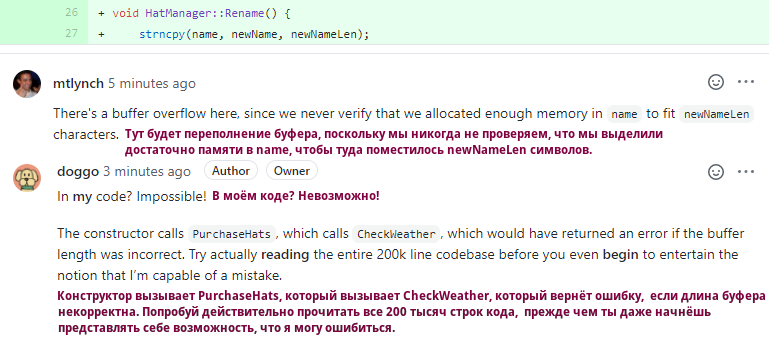 26 + void HatManager::Rename() {
27 + strncpy(name, newName, newNameLen);
mtlynch 5 minutes ago
There's a buffer overflow here, since we never verify that we allocated enough memory in name to fit newNameLen
characters. Тут будет переполнение буфера, поскольку мы никогда не проверяем, что мы выделили
достаточно памяти в name, чтобы туда поместилось newNameLen символов.
doggo 3 minutes ago Author Owner
In my code? Impossible! В моём коде? Невозможно!
The constructor calls PurchaseHats, which calls CheckWeather, which would have returned an error if the buffer
length was incorrect. Try actually reading the entire 200k line codebase before you even begin to entertain the
notion that I'm capable of a mistake.
Конструктор вызывает PurchaseHats, который вызывает CheckWeather, который вернёт ошибку, если длина буфера
некорректна. Попробуй действительно прочитать все 200 тысяч строк кода, прежде чем ты даже начнёшь
представлять себе возможность, что я могу ошибиться.